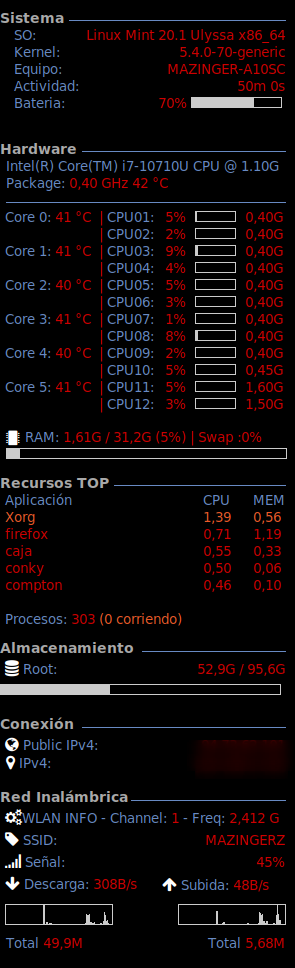 Sistema
SO: Linux Mint 20.1 Ulyssa x86_64
Kernel: 5.4.0-70-generic
Equipo: MAZINGER-A10SC
Actividad: 50m 0s
Bateria: 70%
Hardware
Intel(R) Core(TM) i7-10710U CPU @ 1.10G
Package: 0,40 GHz 42 °C
Core 0: 41 °C | CPU01: 5% 0,40G
| CPU02: 2% 0,40G
Core 1: 41 °C | CPU03: 9% 0,40G
| CPU04: 4% 0,40G
Core 2: 40 °C | CPU05: 5% 0,40G
| CPU06: 3% 0,40G
Core 3: 41 °C | CPU07: 1% 0,40G
| CPU08: 8% 0,40G
Core 4: 40 °C | CPU09: 2% 0,40G
| CPU10: 5% 0,45G
Core 5: 41 °C | CPU11: 5% 1,60G
| CPU12: 3% 1,50G
RAM: 1,61G / 31,2G (5%) | Swap :0%
Recursos TOP
Aplicación CPU MEM
Xorg 1,39 0,56
firefox 0,71 1,19
caja 0,55 0,33
conky 0,50 0,06
compton 0,46 0,10
Procesos: 303 (0 corriendo)
Almacenamiento
Root: 52,9G / 95,6G
Conexión
Public IPv4:
IPv4:
Red Inalámbrica
WLAN INFO - Channel: 1 - Freq: 2,412 G
SSID: MAZINGERZ
Señal: 45%
Descarga: 308B/s Subida: 48B/s
Total 49,9M Total 5,68M